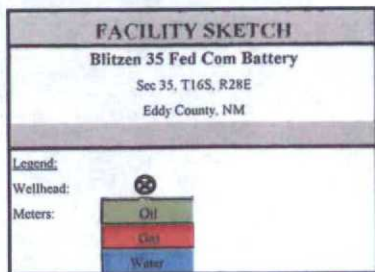 FACILITY SKETCH
Blitzen 35 Fed Com Battery
Sec 35, T16S, R28E
Eddy County, NM
Legend:
Wellhead:
Meters:
Oil
Gas
Water